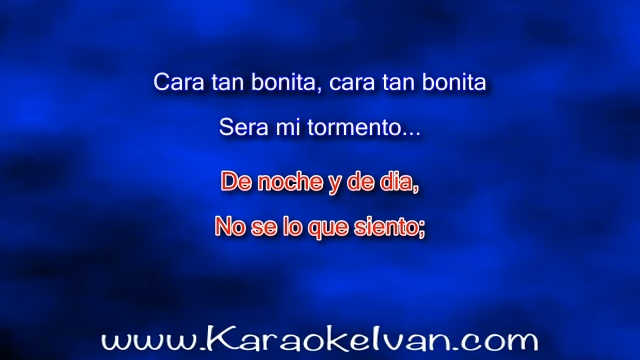 Cara tan bonita, cara tan bonita
Sera mi tormento...
De noche y de dia,
No se lo que siento;
www.KaraokeIvan.com